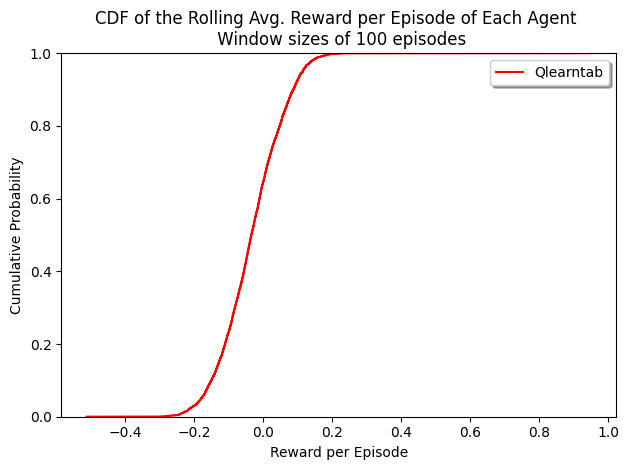 CDF of the Rolling Avg. Reward per Episode of Each Agent
Window sizes of 100 episodes
Qlearntab
Cumulative Probability
1.0
0.8
0.6
0.4
0.2
0.0
−0.4 −0.2 0.0 0.2 0.4 0.6 0.8 1.0
Reward per Episode